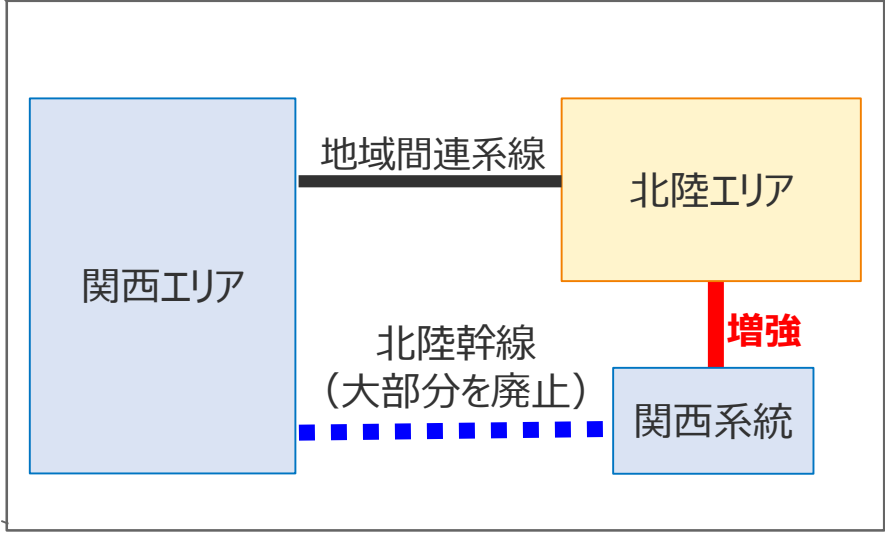 地域間連系線
北陸エリア
関西エリア
増強
北陸幹線
（大部分を廃止）
関西系統